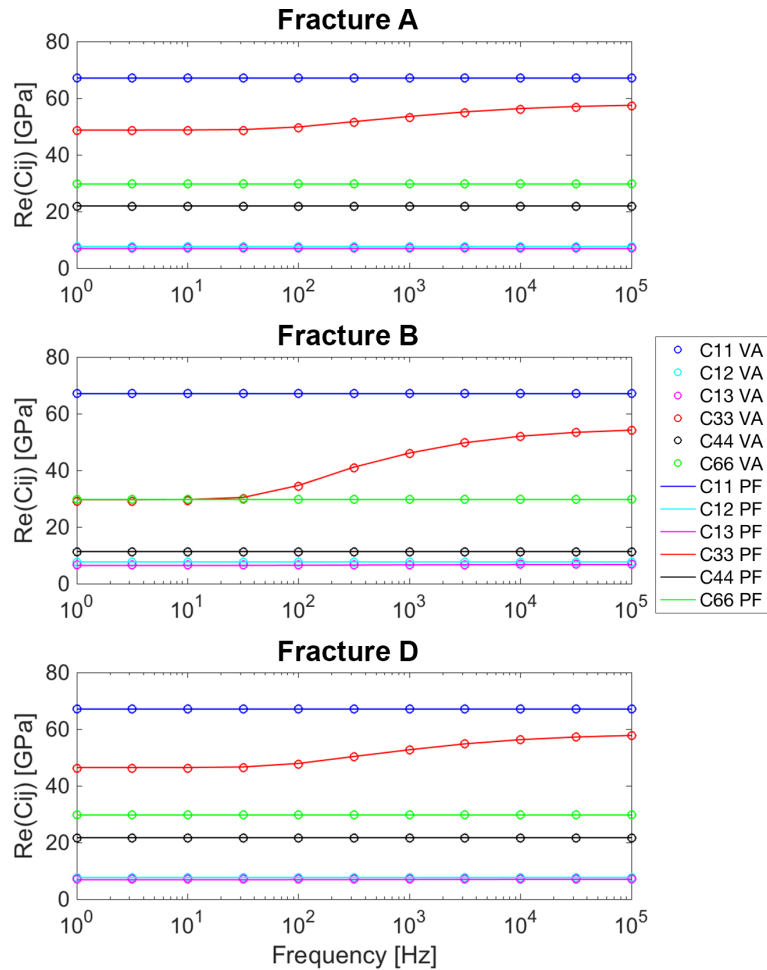 Fracture A
Re(Cij) [GPa]
80
60
40
20
0
10^0 10^1 10^2 10^3 10^4 10^5
Fracture B
Re(Cij) [GPa]
80
60
40
20
0
10^0 10^1 10^2 10^3 10^4 10^5
C11 VA
C12 VA
C13 VA
C33 VA
C44 VA
C66 VA
C11 PF
C12 PF
C13 PF
C33 PF
C44 PF
C66 PF
Fracture D
Re(Cij) [GPa]
80
60
40
20
0
10^0 10^1 10^2 10^3 10^4 10^5
Frequency [Hz]